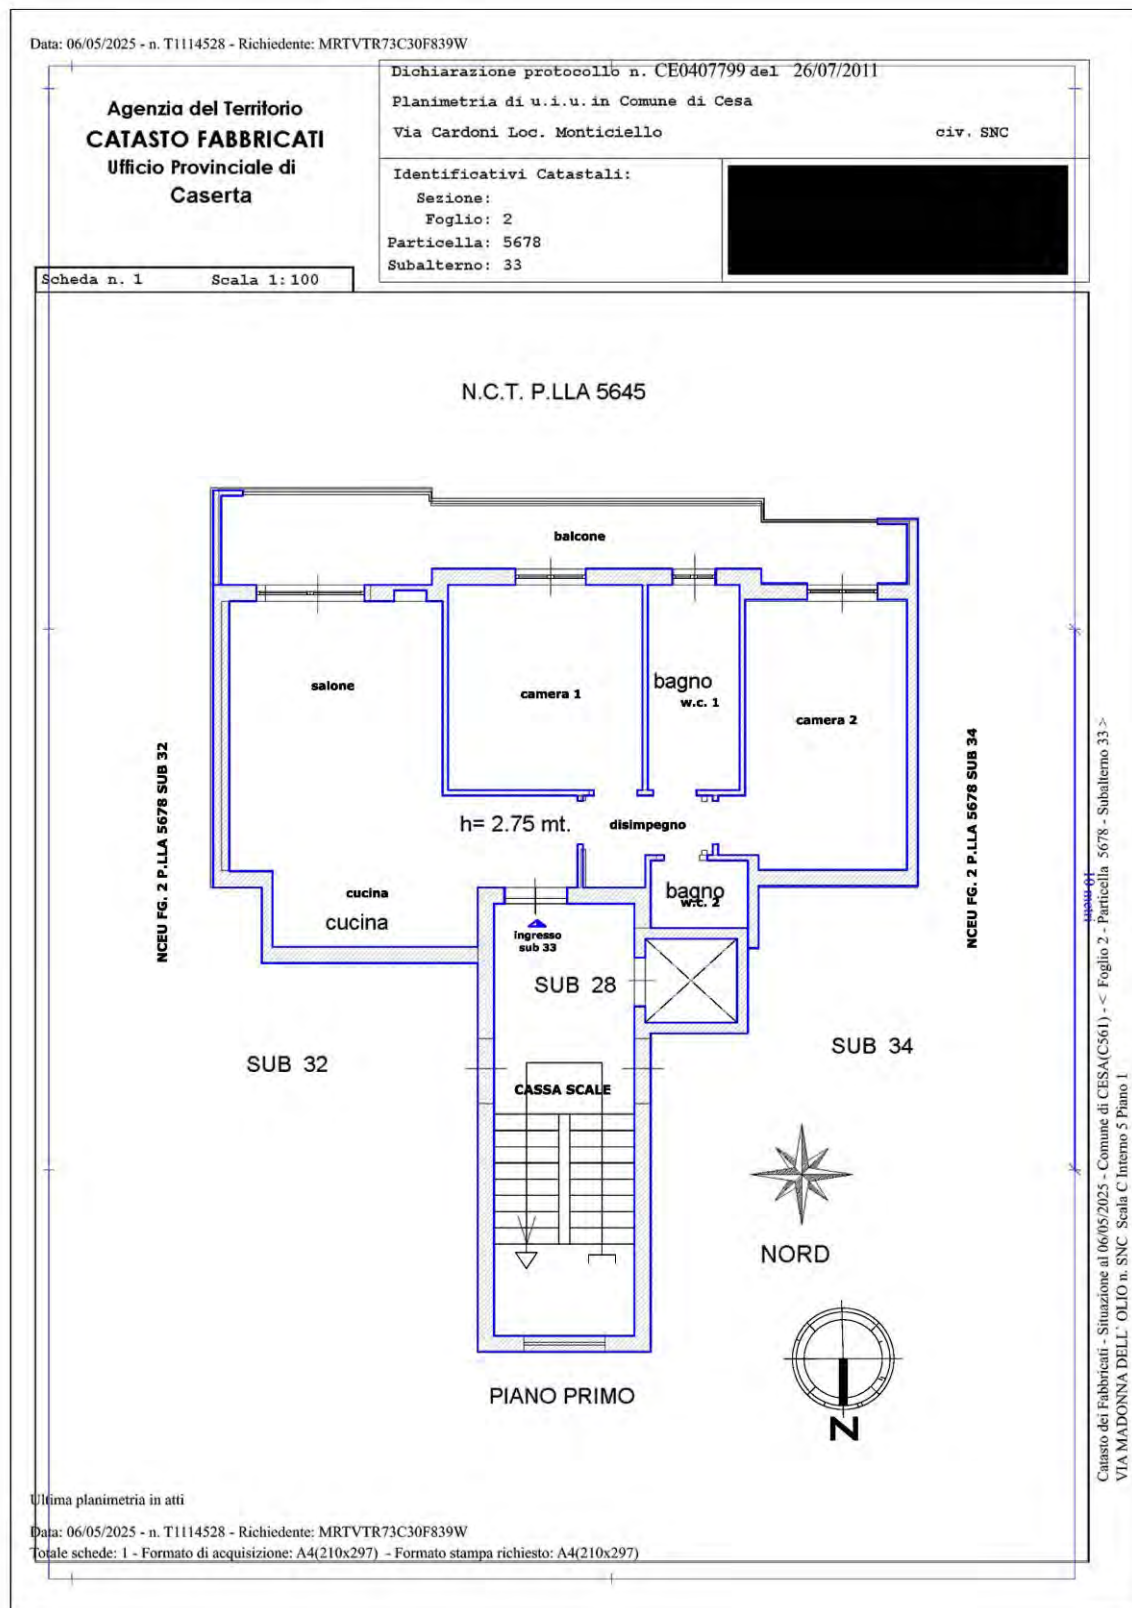 Data: 06/05/2025 - n. T1114528 - Richiedente: MRTVTR73C30F839W
Agenzia del Territorio
CATASTO FABBRICATI
Ufficio Provinciale di
Caserta
Dichiarazione protocollo n. CE0407799 del 26/07/2011
Planimetria di u.i.u. in Comune di Cesa
Via Cardoni Loc. Monticiello civ. SNC
Identificativi Catastali:
Sezione:
Foglio: 2
Particella: 5678
Subalterno: 33
Scheda n. 1 Scala 1:100
N.C.T. P.LLA 5645
balcone
salone
camera 1
bagno
w.c. 1
camera 2
NCEU FG. 2 P.LLA 5678 SUB 32
NCEU FG. 2 P.LLA 5678 SUB 34
h= 2.75 mt.
disimpegno
cucina
cucina
bagno
w.c. 2
ingresso
sub 33
SUB 28
SUB 32
SUB 34
CASSA SCALE
NORD
N
PIANO PRIMO
10 metri
Catasto dei Fabbricati - Situazione al 06/05/2025 - Comune di CESA(C561) - < Foglio 2 - Particella 5678 - Subalterno 33 >
VIA MADONNA DELL' OLIO n. SNC Scala C Interno 5 Piano 1
Ultima planimetria in atti
Data: 06/05/2025 - n. T1114528 - Richiedente: MRTVTR73C30F839W
Totale schede: 1 - Formato di acquisizione: A4(210x297) - Formato stampa richiesto: A4(210x297)